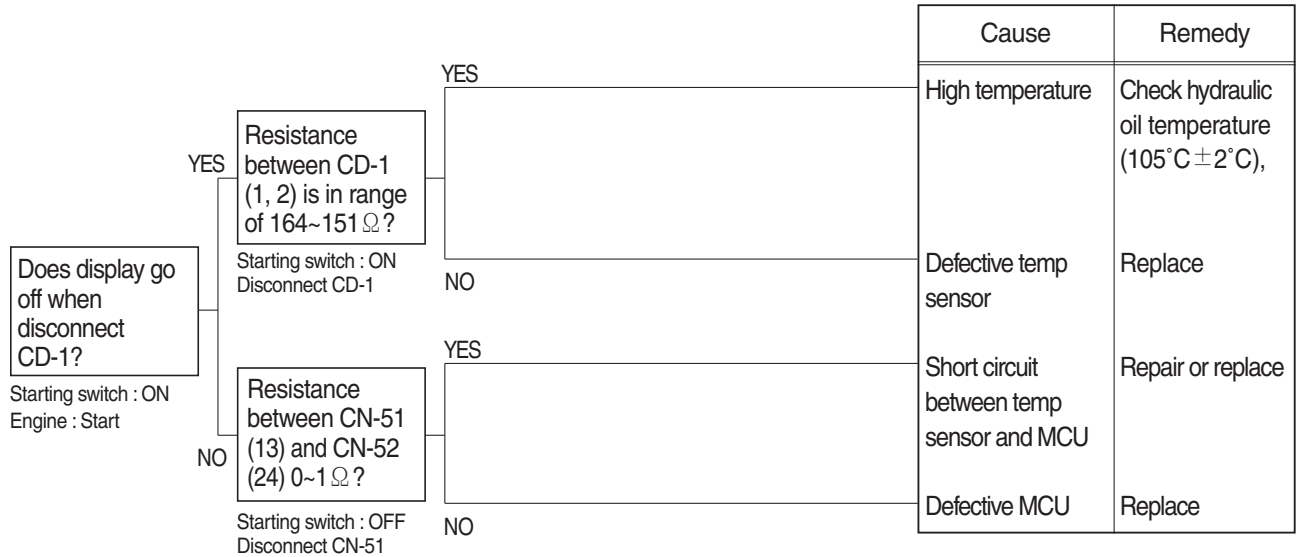 Does display go
off when
disconnect
CD-1?
Starting switch : ON
Engine : Start
YES
Resistance
between CD-1
(1, 2) is in range
of 164~151Ω?
Starting switch : ON
Disconnect CD-1
YES
NO
NO
Resistance
between CN-51
(13) and CN-52
(24) 0~1Ω?
Starting switch : OFF
Disconnect CN-51
YES
NO
Cause
Remedy
High temperature
Check hydraulic
oil temperature
(105˚C±2˚C),
Defective temp
sensor
Replace
Short circuit
between temp
sensor and MCU
Repair or replace
Defective MCU
Replace